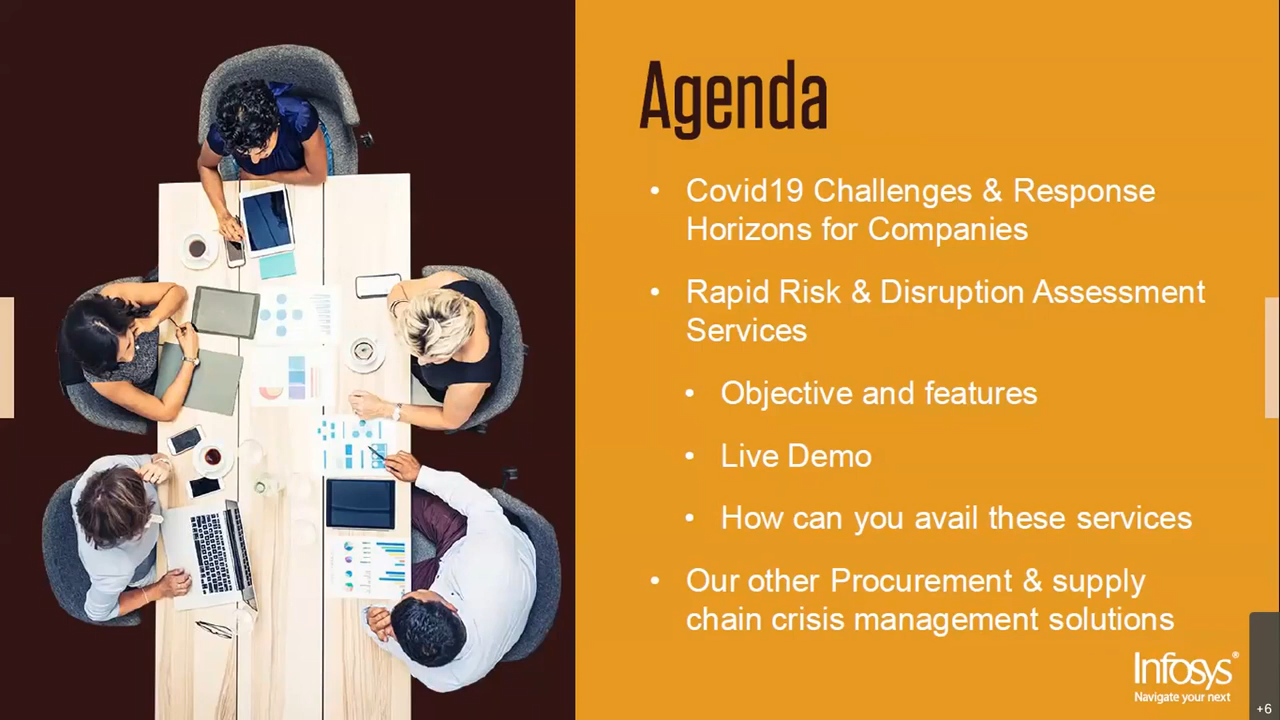 Agenda
• Covid19 Challenges & Response
Horizons for Companies
• Rapid Risk & Disruption Assessment
Services
• Objective and features
• Live Demo
• How can you avail these services
• Our other Procurement & supply
chain crisis management solutions
Infosys®
Navigate your next
+6